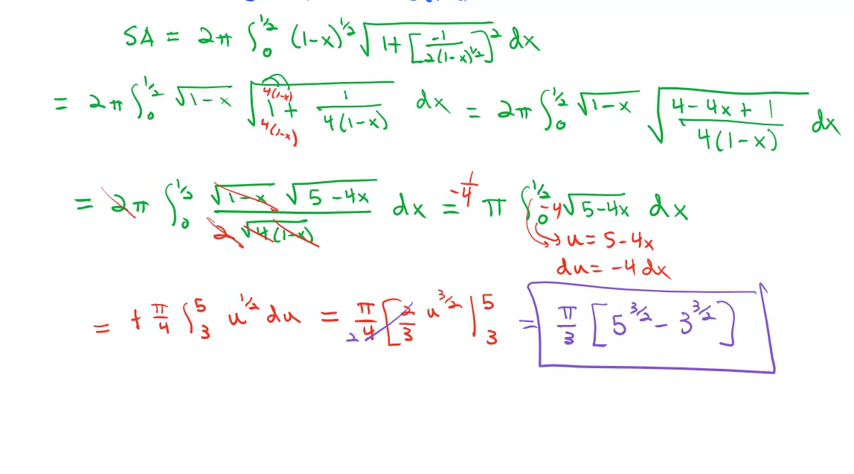 SA = 2π ∫₀^{1/2} (1-x)^{1/2} √(1 + [-1/(2(1-x)^{1/2})]²) dx
= 2π ∫₀^{1/2} √(1-x) √(4(1-x)/4(1-x) 1 + 1/(4(1-x))) dx = 2π ∫₀^{1/2} √(1-x) √((4-4x+1)/(4(1-x))) dx
= 2π ∫₀^{1/2} (√(1-x) √(5-4x))/(2 √(4(1-x))) dx = -1/4 π ∫₀^{1/2} -4 √(5-4x) dx
u = 5-4x
du = -4 dx
= + π/4 ∫₃⁵ u^{1/2} du = π/4 2 [2/3 u^{3/2} |₃⁵ = π/3 [5^{3/2} - 3^{3/2}]